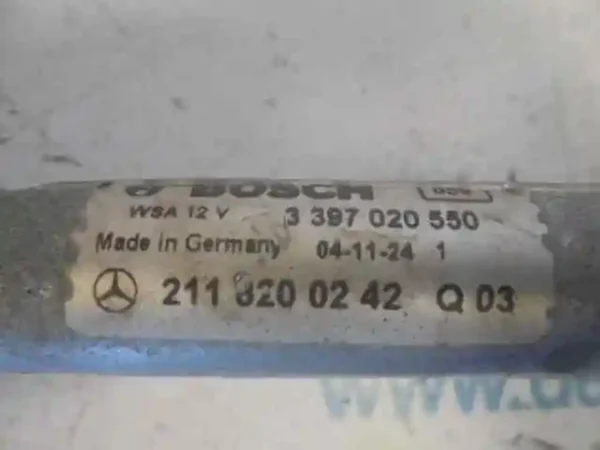 BOSCH
WSA 12 V 3 397 020 550
Made in Germany 04-11-24 1
211 820 02 42 Q 03
www.